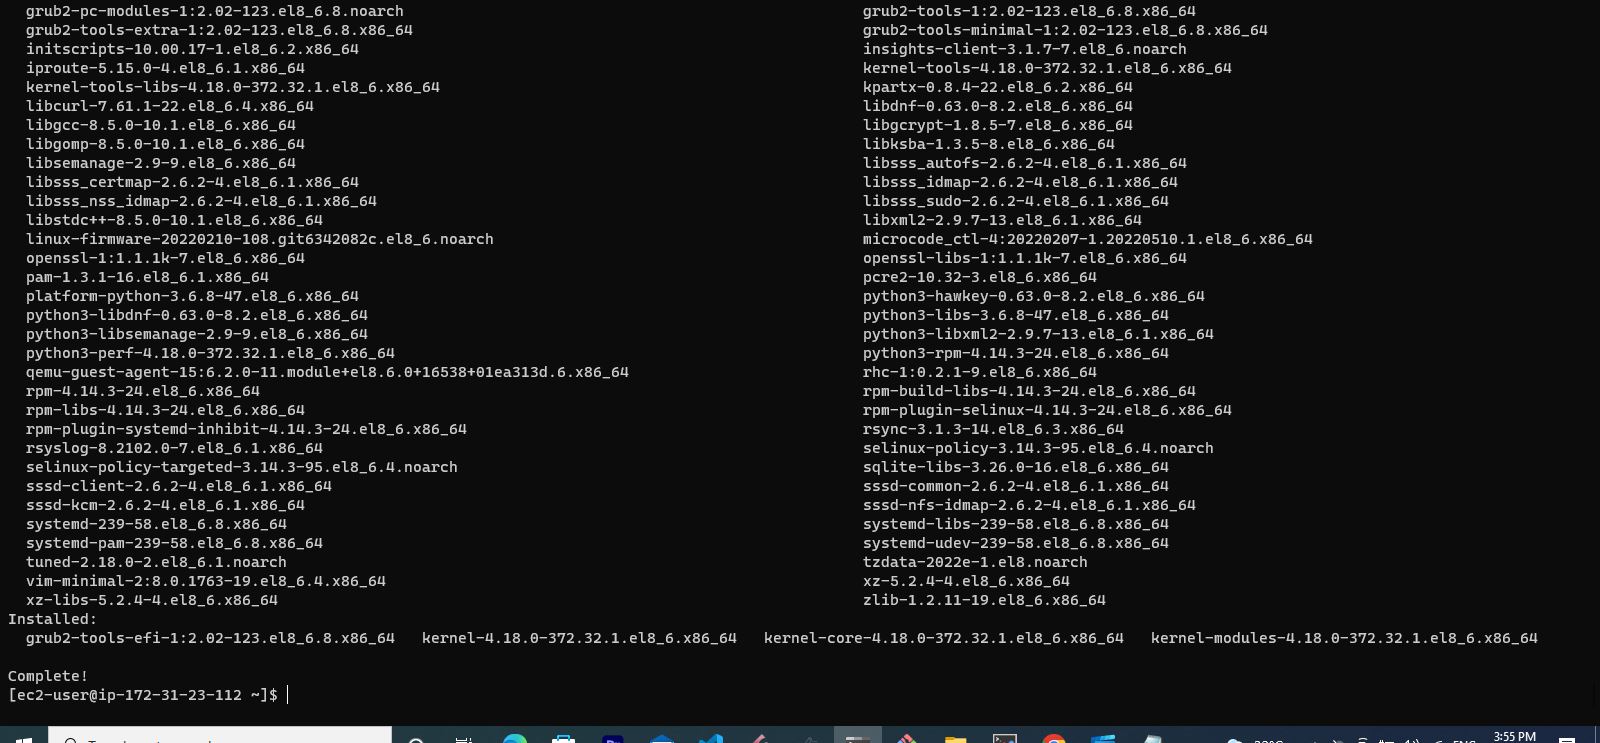 grub2-pc-modules-1:2.02-123.el8_6.8.noarch grub2-tools-1:2.02-123.el8_6.8.x86_64
grub2-tools-extra-1:2.02-123.el8_6.8.x86_64 grub2-tools-minimal-1:2.02-123.el8_6.8.x86_64
initscripts-10.00.17-1.el8_6.2.x86_64 insights-client-3.1.7-7.el8_6.noarch
iproute-5.15.0-4.el8_6.1.x86_64 kernel-tools-4.18.0-372.32.1.el8_6.x86_64
kernel-tools-libs-4.18.0-372.32.1.el8_6.x86_64 kpartx-0.8.4-22.el8_6.2.x86_64
libcurl-7.61.1-22.el8_6.4.x86_64 libdnf-0.63.0-8.2.el8_6.x86_64
libgcc-8.5.0-10.1.el8_6.x86_64 libgcrypt-1.8.5-7.el8_6.x86_64
libgomp-8.5.0-10.1.el8_6.x86_64 libksba-1.3.5-8.el8_6.x86_64
libsemanage-2.9-9.el8_6.x86_64 libsss_autofs-2.6.2-4.el8_6.1.x86_64
libsss_certmap-2.6.2-4.el8_6.1.x86_64 libsss_idmap-2.6.2-4.el8_6.1.x86_64
libsss_nss_idmap-2.6.2-4.el8_6.1.x86_64 libsss_sudo-2.6.2-4.el8_6.1.x86_64
libstdc++-8.5.0-10.1.el8_6.x86_64 libxml2-2.9.7-13.el8_6.1.x86_64
linux-firmware-20220210-108.git6342082c.el8_6.noarch microcode_ctl-4:20220207-1.20220510.1.el8_6.x86_64
openssl-1:1.1.1k-7.el8_6.x86_64 openssl-libs-1:1.1.1k-7.el8_6.x86_64
pam-1.3.1-16.el8_6.1.x86_64 pcre2-10.32-3.el8_6.x86_64
platform-python-3.6.8-47.el8_6.x86_64 python3-hawkey-0.63.0-8.2.el8_6.x86_64
python3-libdnf-0.63.0-8.2.el8_6.x86_64 python3-libs-3.6.8-47.el8_6.x86_64
python3-libsemanage-2.9-9.el8_6.x86_64 python3-libxml2-2.9.7-13.el8_6.1.x86_64
python3-perf-4.18.0-372.32.1.el8_6.x86_64 python3-rpm-4.14.3-24.el8_6.x86_64
qemu-guest-agent-15:6.2.0-11.module+el8.6.0+16538+01ea313d.6.x86_64 rhc-1:0.2.1-9.el8_6.x86_64
rpm-4.14.3-24.el8_6.x86_64 rpm-build-libs-4.14.3-24.el8_6.x86_64
rpm-libs-4.14.3-24.el8_6.x86_64 rpm-plugin-selinux-4.14.3-24.el8_6.x86_64
rpm-plugin-systemd-inhibit-4.14.3-24.el8_6.x86_64 rsync-3.1.3-14.el8_6.3.x86_64
rsyslog-8.2102.0-7.el8_6.1.x86_64 selinux-policy-3.14.3-95.el8_6.4.noarch
selinux-policy-targeted-3.14.3-95.el8_6.4.noarch sqlite-libs-3.26.0-16.el8_6.x86_64
sssd-client-2.6.2-4.el8_6.1.x86_64 sssd-common-2.6.2-4.el8_6.1.x86_64
sssd-kcm-2.6.2-4.el8_6.1.x86_64 sssd-nfs-idmap-2.6.2-4.el8_6.1.x86_64
systemd-239-58.el8_6.8.x86_64 systemd-libs-239-58.el8_6.8.x86_64
systemd-pam-239-58.el8_6.8.x86_64 systemd-udev-239-58.el8_6.8.x86_64
tuned-2.18.0-2.el8_6.1.noarch tzdata-2022e-1.el8.noarch
vim-minimal-2:8.0.1763-19.el8_6.4.x86_64 xz-5.2.4-4.el8_6.x86_64
xz-libs-5.2.4-4.el8_6.x86_64 zlib-1.2.11-19.el8_6.x86_64
Installed:
grub2-tools-efi-1:2.02-123.el8_6.8.x86_64 kernel-4.18.0-372.32.1.el8_6.x86_64 kernel-core-4.18.0-372.32.1.el8_6.x86_64 kernel-modules-4.18.0-372.32.1.el8_6.x86_64
Complete!
[ec2-user@ip-172-31-23-112 ~]$
3:55 PM